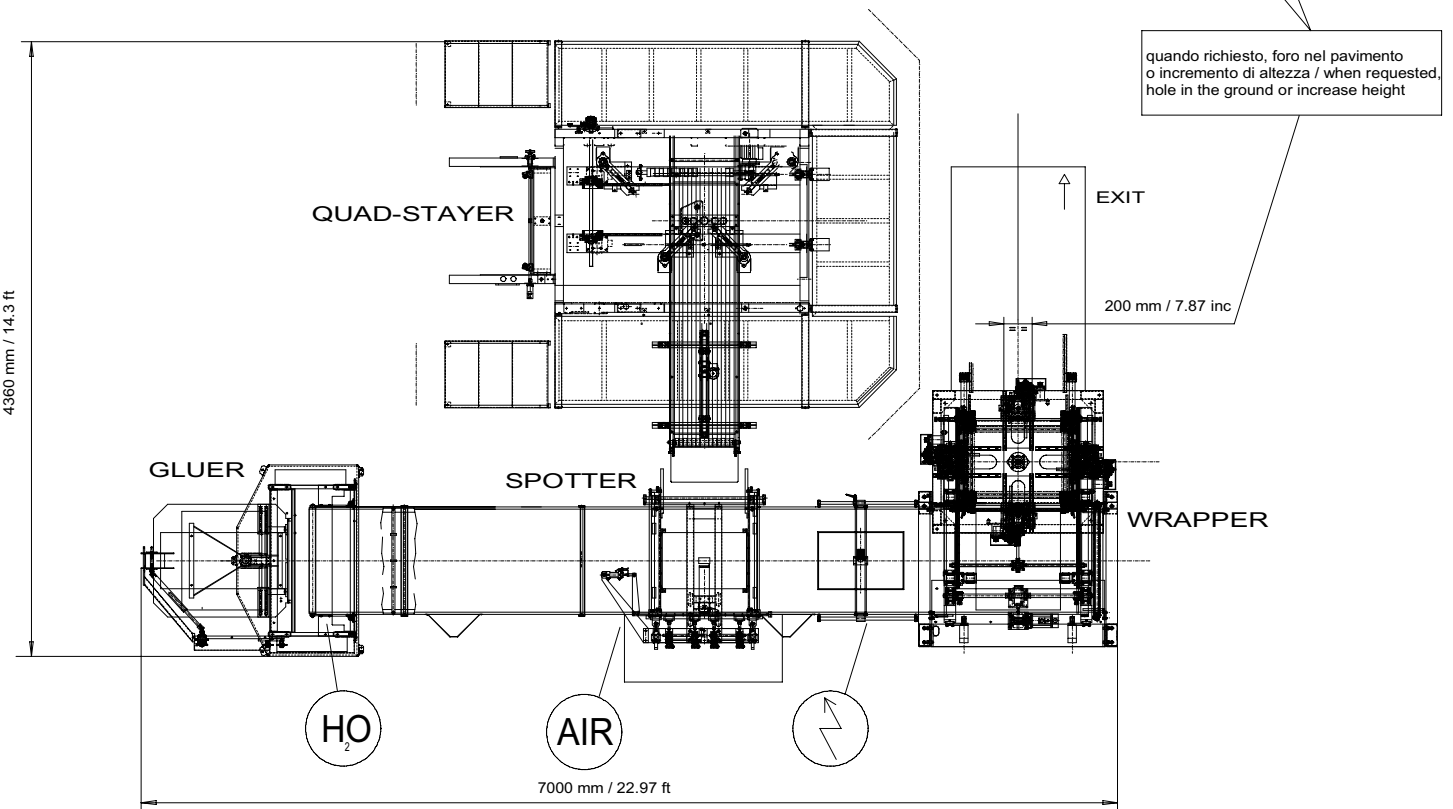 quando richiesto, foro nel pavimento
o incremento di altezza / when requested,
hole in the ground or increase height
EXIT
QUAD-STAYER
200 mm / 7.87 inc
4360 mm / 14.3 ft
GLUER
SPOTTER
WRAPPER
H₂O
AIR
7000 mm / 22.97 ft